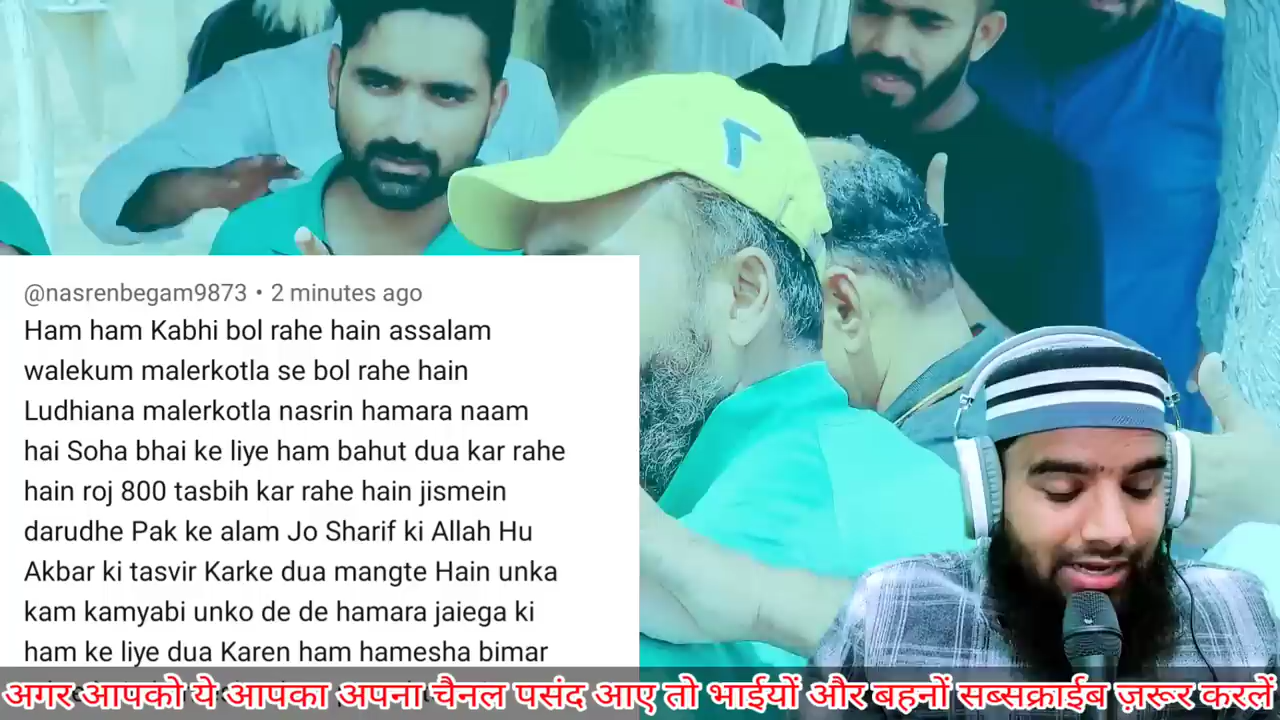 @nasrenbegam9873 • 2 minutes ago
Ham ham Kabhi bol rahe hain assalam
walekum malerkotla se bol rahe hain
Ludhiana malerkotla nasrin hamara naam
hai Soha bhai ke liye ham bahut dua kar rahe
hain roj 800 tasbih kar rahe hain jismein
darudhe Pak ke alam Jo Sharif ki Allah Hu
Akbar ki tasvir Karke dua mangte Hain unka
kam kamyabi unko de de hamara jaiega ki
ham ke liye dua Karen ham hamesha bimar
अगर आपको ये आपका अपना चैनल पसंद आए तो भाईयों और बहनों सब्सक्राईब ज़रूर करलें